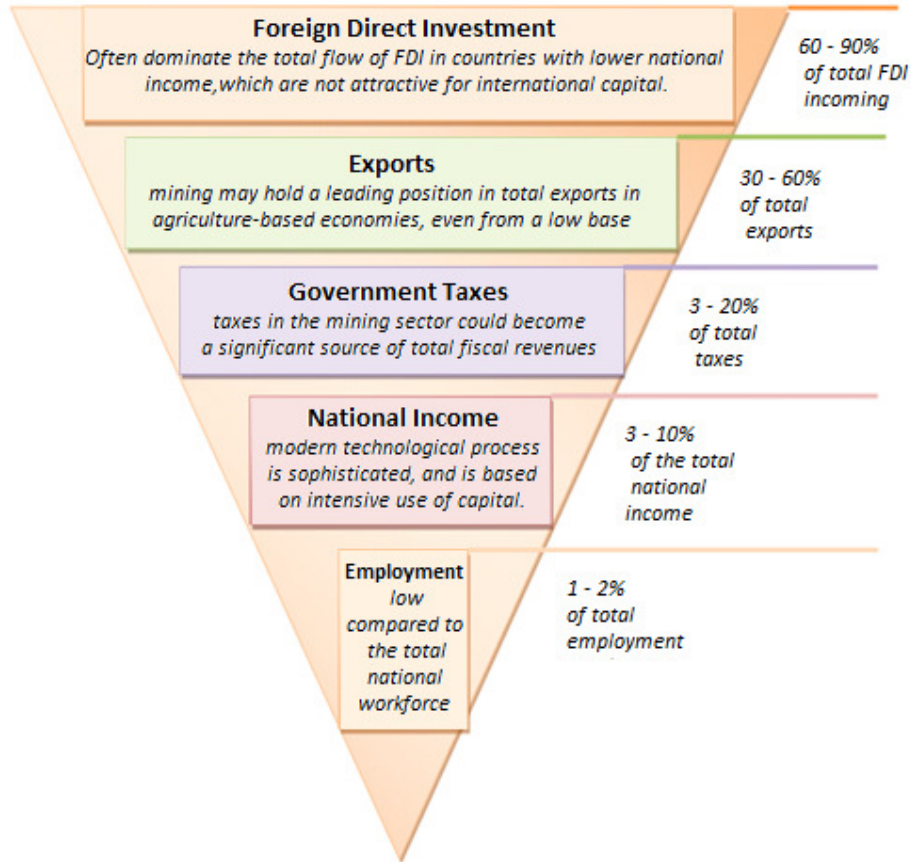 Foreign Direct Investment
Often dominate the total flow of FDI in countries with lower national
income,which are not attractive for international capital.
60 - 90%
of total FDI
incoming
Exports
mining may hold a leading position in total exports in
agriculture-based economies, even from a low base
30 - 60%
of total
exports
Government Taxes
taxes in the mining sector could become
a significant source of total fiscal revenues
3 - 20%
of total
taxes
National Income
modern technological process
is sophisticated, and is based
on intensive use of capital.
3 - 10%
of the total
national
income
Employment
low
compared to
the total
national
workforce
1 - 2%
of total
employment